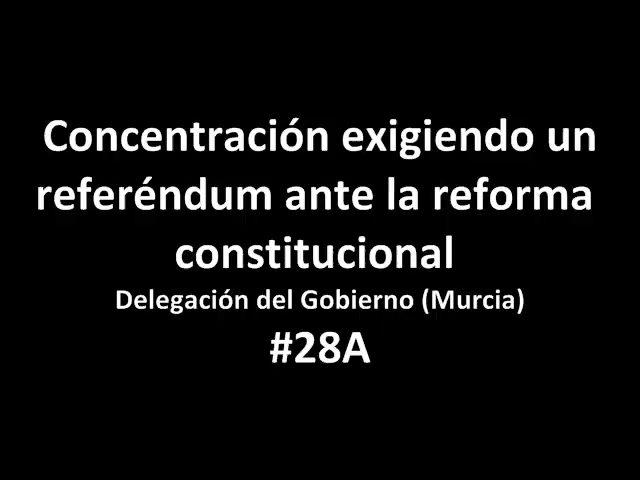 Concentración exigiendo un
referéndum ante la reforma
constitucional
Delegación del Gobierno (Murcia)
#28A